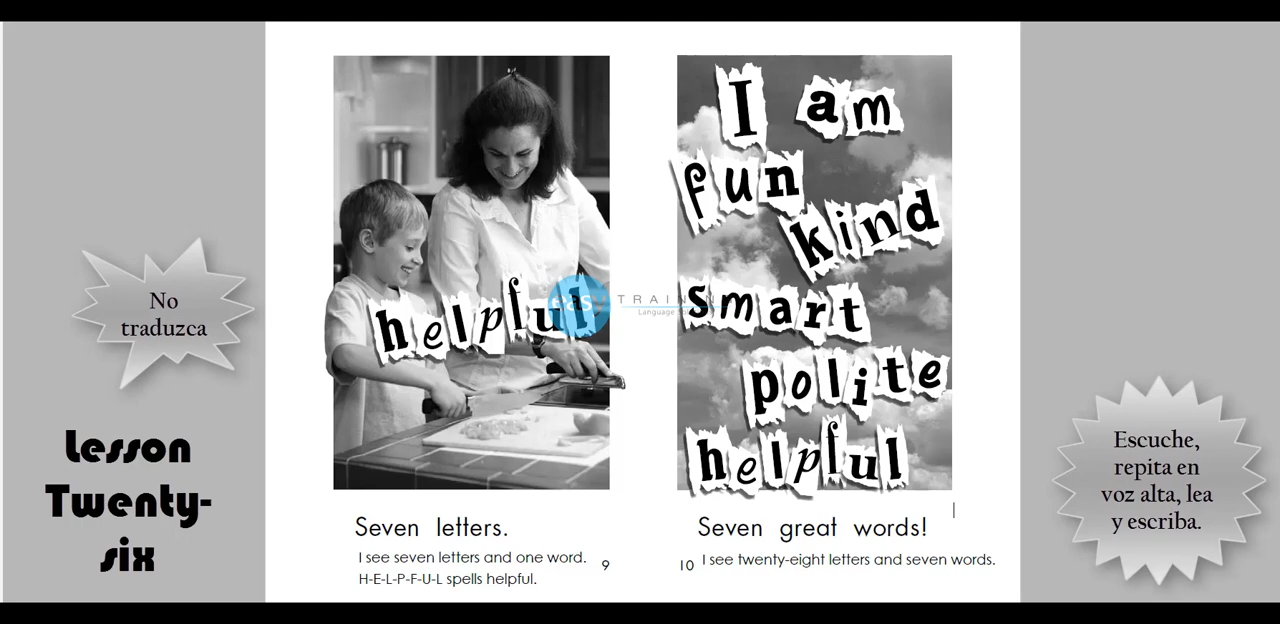 No
traduzca
Lesson
Twenty-
six
helpful
easy TRAINING
Seven letters.
I see seven letters and one word.
H-E-L-P-F-U-L spells helpful.
9
I am
fun
kind
smart
polite
helpful
Seven great words!
10 I see twenty-eight letters and seven words.
Escuche,
repita en
voz alta, lea
y escriba.